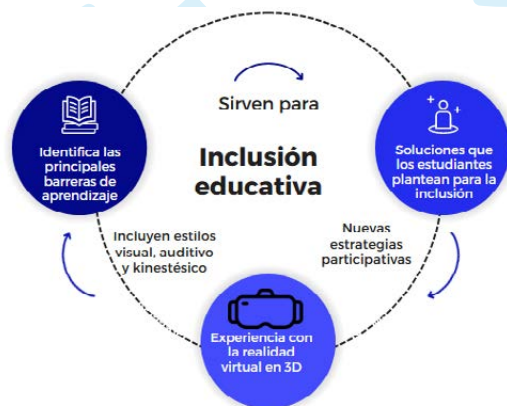 Sirven para
Identifica las
principales
barreras de
aprendizaje
Inclusión
educativa
Soluciones que
los estudiantes
plantean para la
inclusión
Incluyen estilos
visual, auditivo
y kinestésico
Nuevas
estrategias
participativas
Experiencia con
la realidad
virtual en 3D